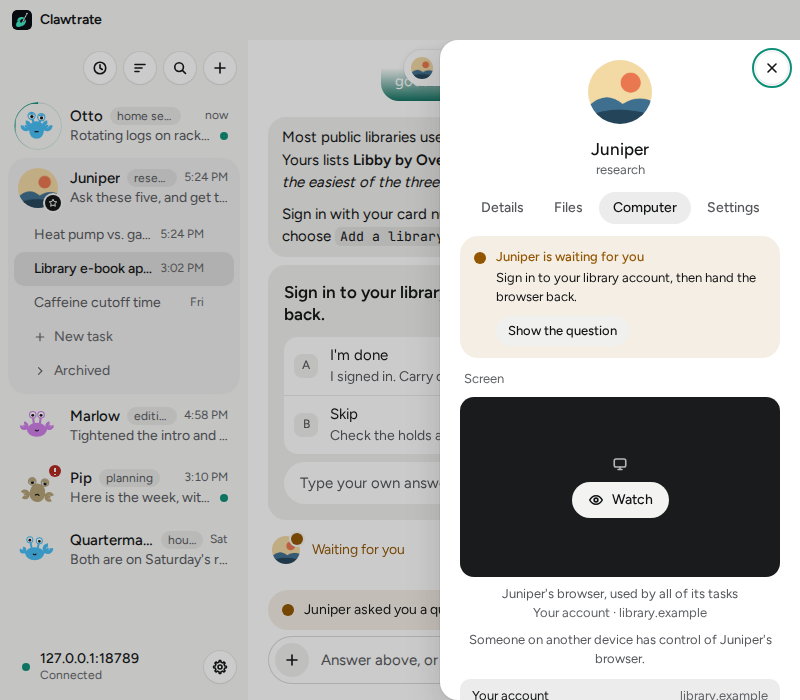 Clawtrate
Otto home se... now
Rotating logs on rack...
Juniper rese... 5:24 PM
Ask these five, and get t...
Heat pump vs. ga... 5:24 PM
Library e-book ap... 3:02 PM
Caffeine cutoff time Fri
New task
Archived
Marlow editi... 4:58 PM
Tightened the intro and ...
Pip planning 3:10 PM
Here is the week, wit...
Quarterma... hou... Sat
Both are on Saturday's r...
127.0.0.1:18789
Connected
Most public libraries use
Yours lists Libby by Ove
the easiest of the three
Sign in with your card n
choose Add a library
Sign in to your library
back.
A I'm done
I signed in. Carry o
B Skip
Check the holds a
Type your own answe
Waiting for you
Juniper asked you a qu
Answer above, or
Juniper
research
Details Files Computer Settings
Juniper is waiting for you
Sign in to your library account, then hand the
browser back.
Show the question
Screen
Watch
Juniper's browser, used by all of its tasks
Your account · library.example
Someone on another device has control of Juniper's
browser.
Your account library.example